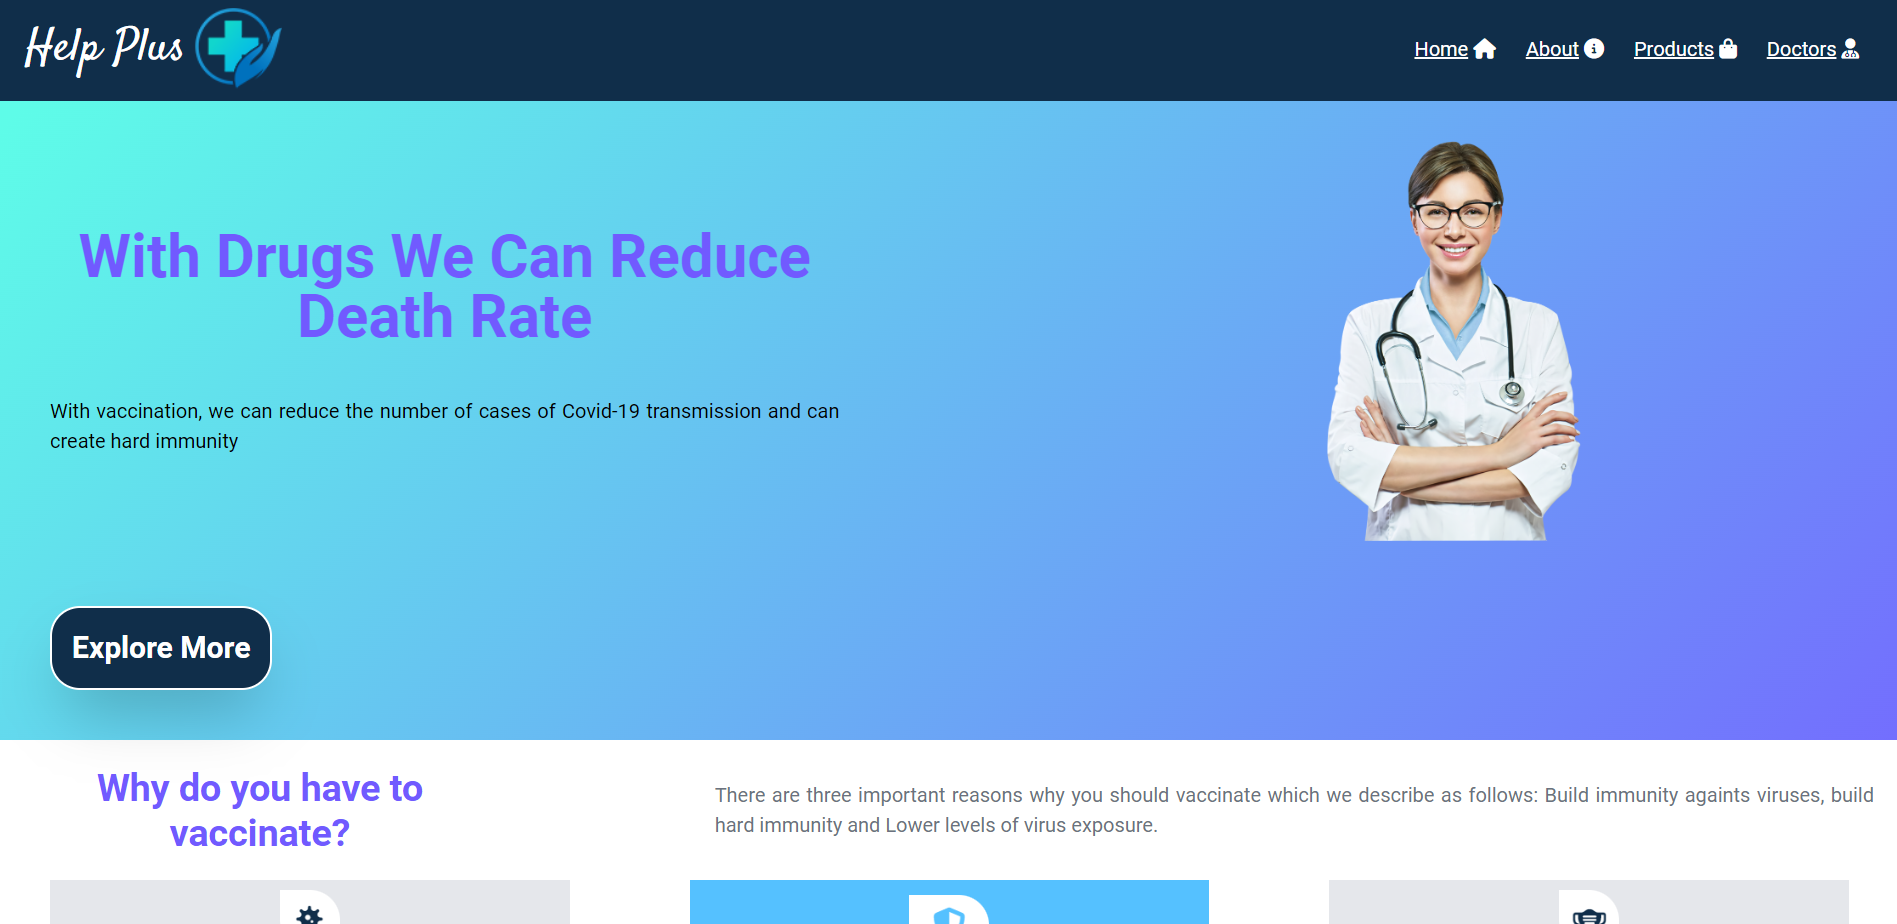 Help Plus
Home
About
Products
Doctors
With Drugs We Can Reduce
Death Rate
With vaccination, we can reduce the number of cases of Covid-19 transmission and can
create hard immunity
Explore More
Why do you have to
vaccinate?
There are three important reasons why you should vaccinate which we describe as follows: Build immunity againts viruses, build
hard immunity and Lower levels of virus exposure.